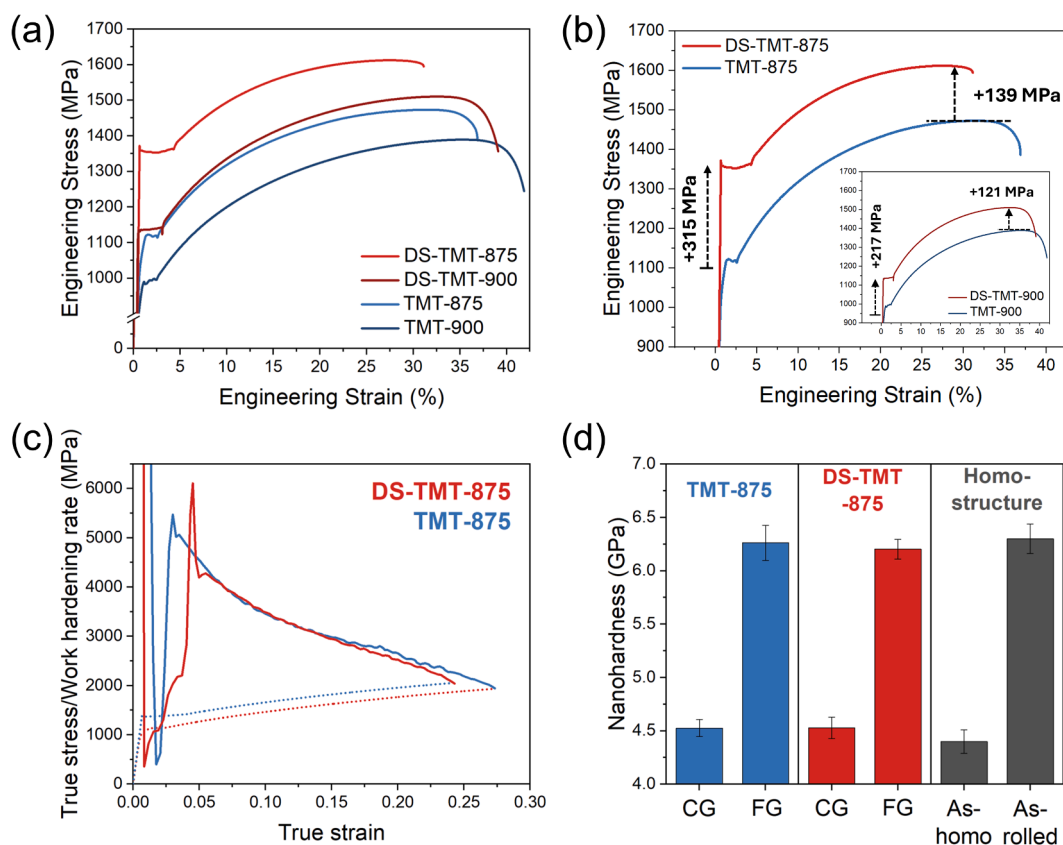 (a)
Engineering Stress (MPa)
1700
1600
1500
1400
1300
1200
1100
1000
0
DS-TMT-875
DS-TMT-900
TMT-875
TMT-900
0 5 10 15 20 25 30 35 40
Engineering Strain (%)
(b)
Engineering Stress (MPa)
1700
1600
1500
1400
1300
1200
1100
1000
900
DS-TMT-875
TMT-875
+139 MPa
+315 MPa
0 5 10 15 20 25 30 35 40
Engineering Strain (%)
1700
1600
1500
1400
1300
1200
1100
1000
900
+121 MPa
+217 MPa
DS-TMT-900
TMT-900
0 5 10 15 20 25 30 35 40
(c)
True stress/Work hardening rate (MPa)
6000
5000
4000
3000
2000
1000
0
DS-TMT-875
TMT-875
0.00 0.05 0.10 0.15 0.20 0.25 0.30
True strain
(d)
Nanohardness (GPa)
7.0
6.5
6.0
5.5
5.0
4.5
4.0
TMT-875
DS-TMT
-875
Homo-
structure
CG FG CG FG As- As-
homo rolled